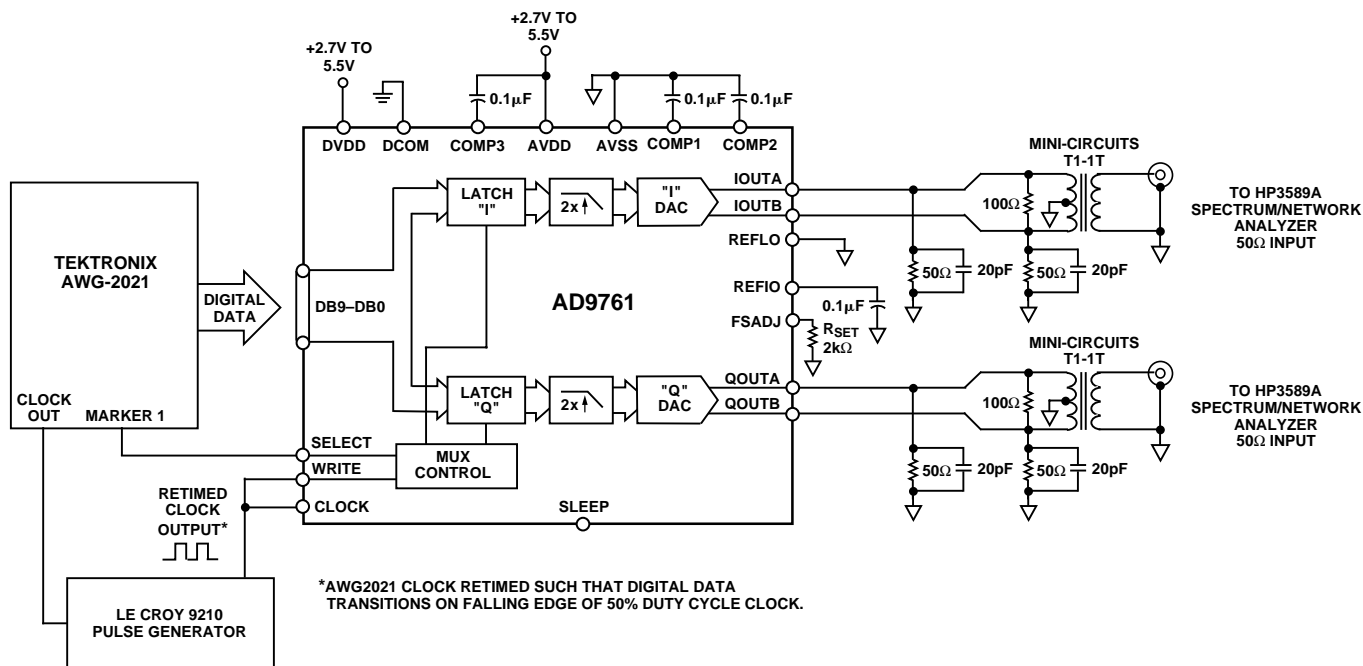 +2.7V TO
5.5V
+2.7V TO
5.5V
0.1µF
0.1µF
0.1µF
DVDD
DCOM
COMP3
AVDD
AVSS
COMP1
COMP2
TEKTRONIX
AWG-2021
CLOCK
OUT
MARKER 1
DIGITAL
DATA
DB9–DB0
LATCH
"I"
2x
"I"
DAC
AD9761
LATCH
"Q"
2x
"Q"
DAC
MUX
CONTROL
SELECT
WRITE
CLOCK
SLEEP
IOUTA
IOUTB
REFLO
REFIO
FSADJ
QOUTA
QOUTB
0.1µF
RSET
2kΩ
MINI-CIRCUITS
T1-1T
100Ω
50Ω
20pF
50Ω
20pF
TO HP3589A
SPECTRUM/NETWORK
ANALYZER
50Ω INPUT
MINI-CIRCUITS
T1-1T
100Ω
50Ω
20pF
50Ω
20pF
TO HP3589A
SPECTRUM/NETWORK
ANALYZER
50Ω INPUT
RETIMED
CLOCK
OUTPUT*
LE CROY 9210
PULSE GENERATOR
*AWG2021 CLOCK RETIMED SUCH THAT DIGITAL DATA
TRANSITIONS ON FALLING EDGE OF 50% DUTY CYCLE CLOCK.